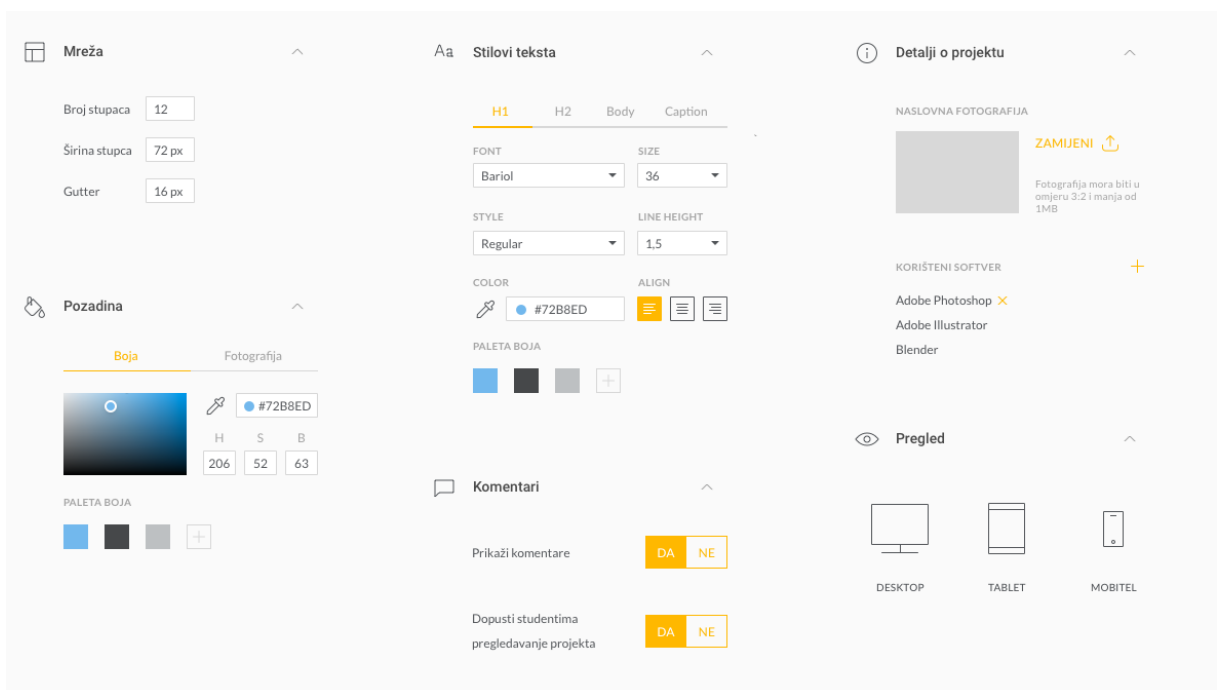 Mreža
Broj stupaca 12
Širina stupca 72 px
Gutter 16 px
Pozadina
Boja Fotografija
#72B8ED
H S B
206 52 63
PALETA BOJA
Aa Stilovi teksta
H1 H2 Body Caption
FONT SIZE
Bariol 36
STYLE LINE HEIGHT
Regular 1,5
COLOR ALIGN
#72B8ED
PALETA BOJA
Komentari
Prikaži komentare DA NE
Dopusti studentima
pregledavanje projekta DA NE
Detalji o projektu
NASLOVNA FOTOGRAFIJA
ZAMIJENI
Fotografija mora biti u
omjeru 3:2 i manja od
1MB
KORIŠTENI SOFTVER
Adobe Photoshop
Adobe Illustrator
Blender
Pregled
DESKTOP TABLET MOBITEL